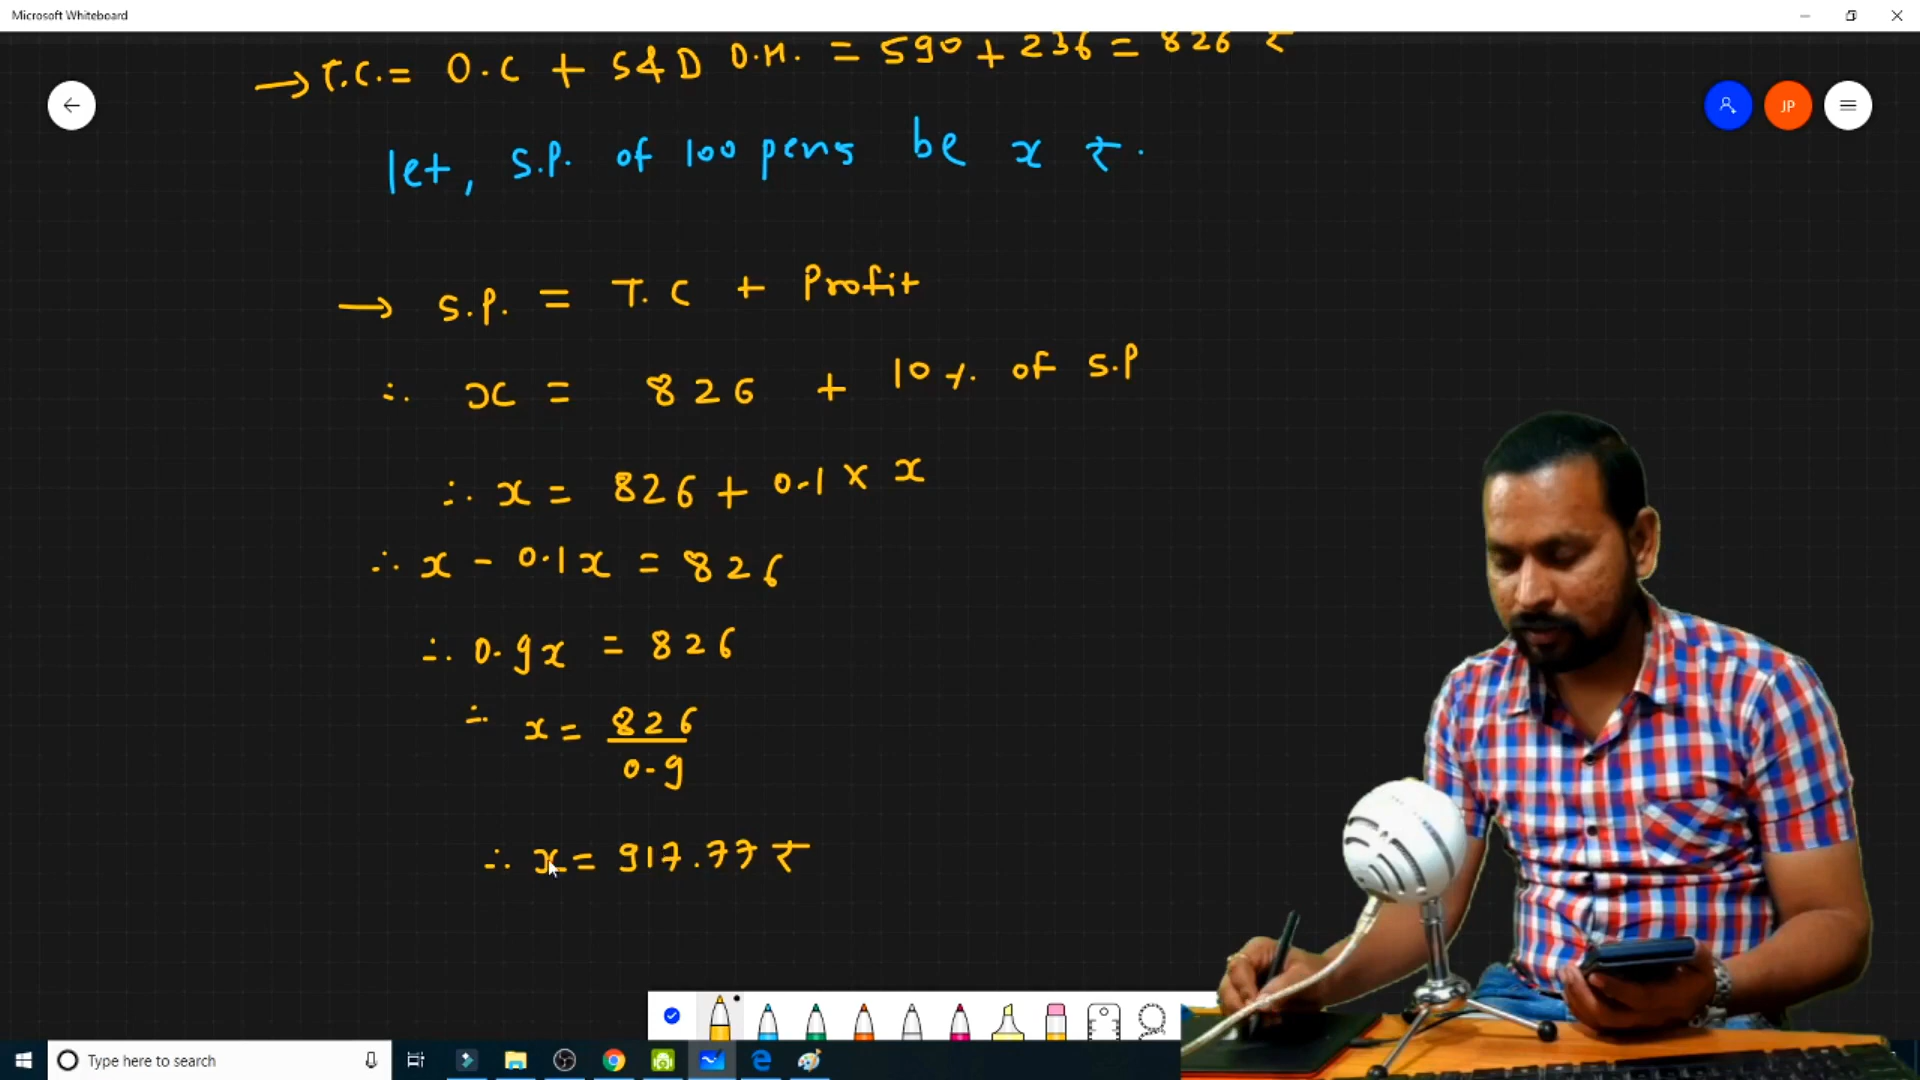 Microsoft Whiteboard
→ T.C. = O.C + S&D O.H. = 590 + 236 = 826 ₹
JP
let, S.P. of 100 pens be x ₹.
→ S.P. = T.C + Profit
∴ x = 826 + 10 % of S.P
∴ x = 826 + 0.1 × x
∴ x - 0.1x = 826
∴ 0.9x = 826
∴ x = 826
0.9
∴ x = 917.77 ₹
Type here to search